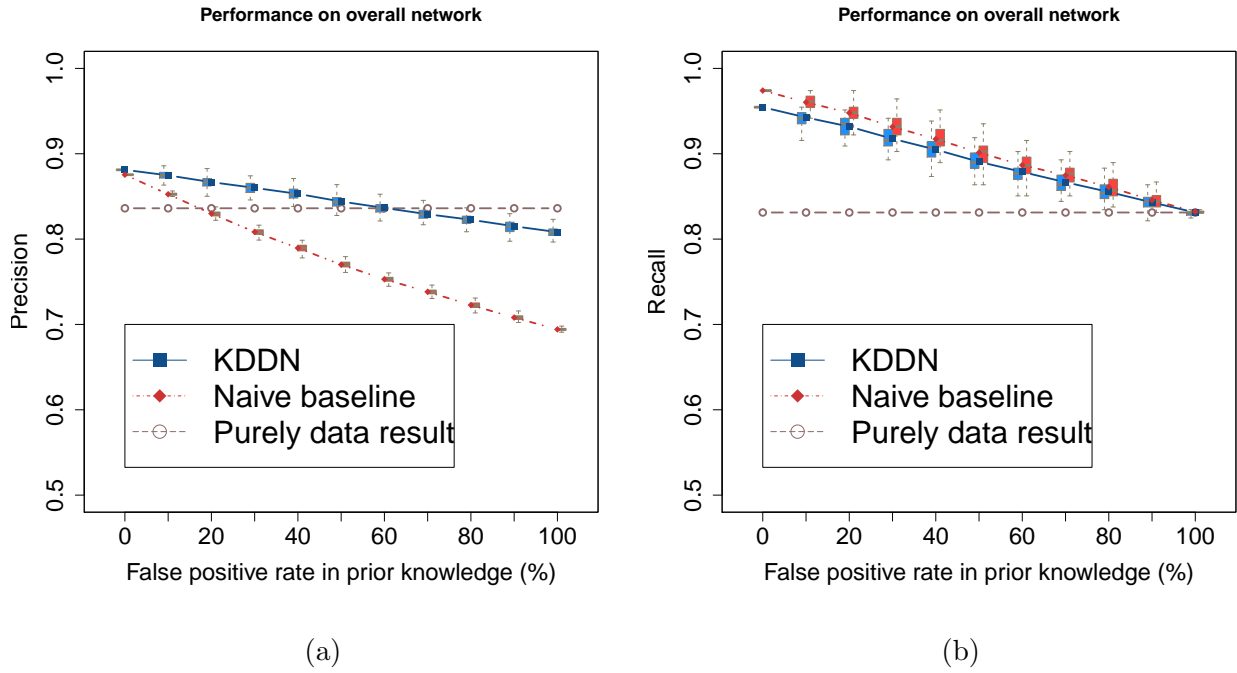 Performance on overall network
1.0
0.9
0.8
0.7
0.6
0.5
Precision
KDDN
Naive baseline
Purely data result
0 20 40 60 80 100
False positive rate in prior knowledge (%)
(a)
Performance on overall network
1.0
0.9
0.8
0.7
0.6
0.5
Recall
KDDN
Naive baseline
Purely data result
0 20 40 60 80 100
False positive rate in prior knowledge (%)
(b)